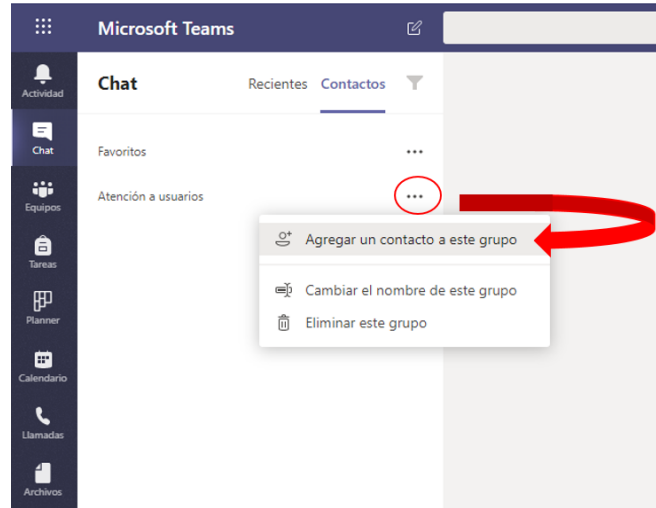 Microsoft Teams
Actividad
Chat
Equipos
Tareas
Planner
Calendario
Llamadas
Archivos
Chat
Recientes
Contactos
Favoritos
Atención a usuarios
Agregar un contacto a este grupo
Cambiar el nombre de este grupo
Eliminar este grupo